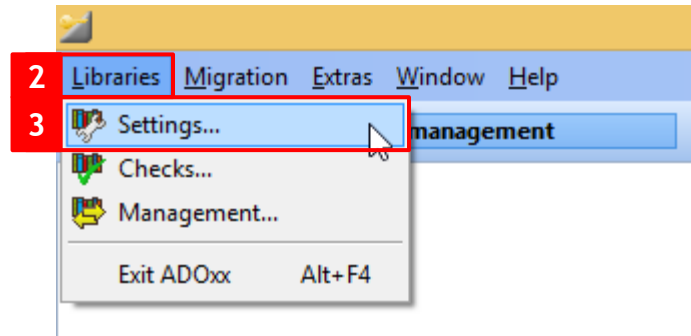 2 Libraries Migration Extras Window Help
3 Settings... management
Checks...
Management...
Exit ADOxx Alt+F4